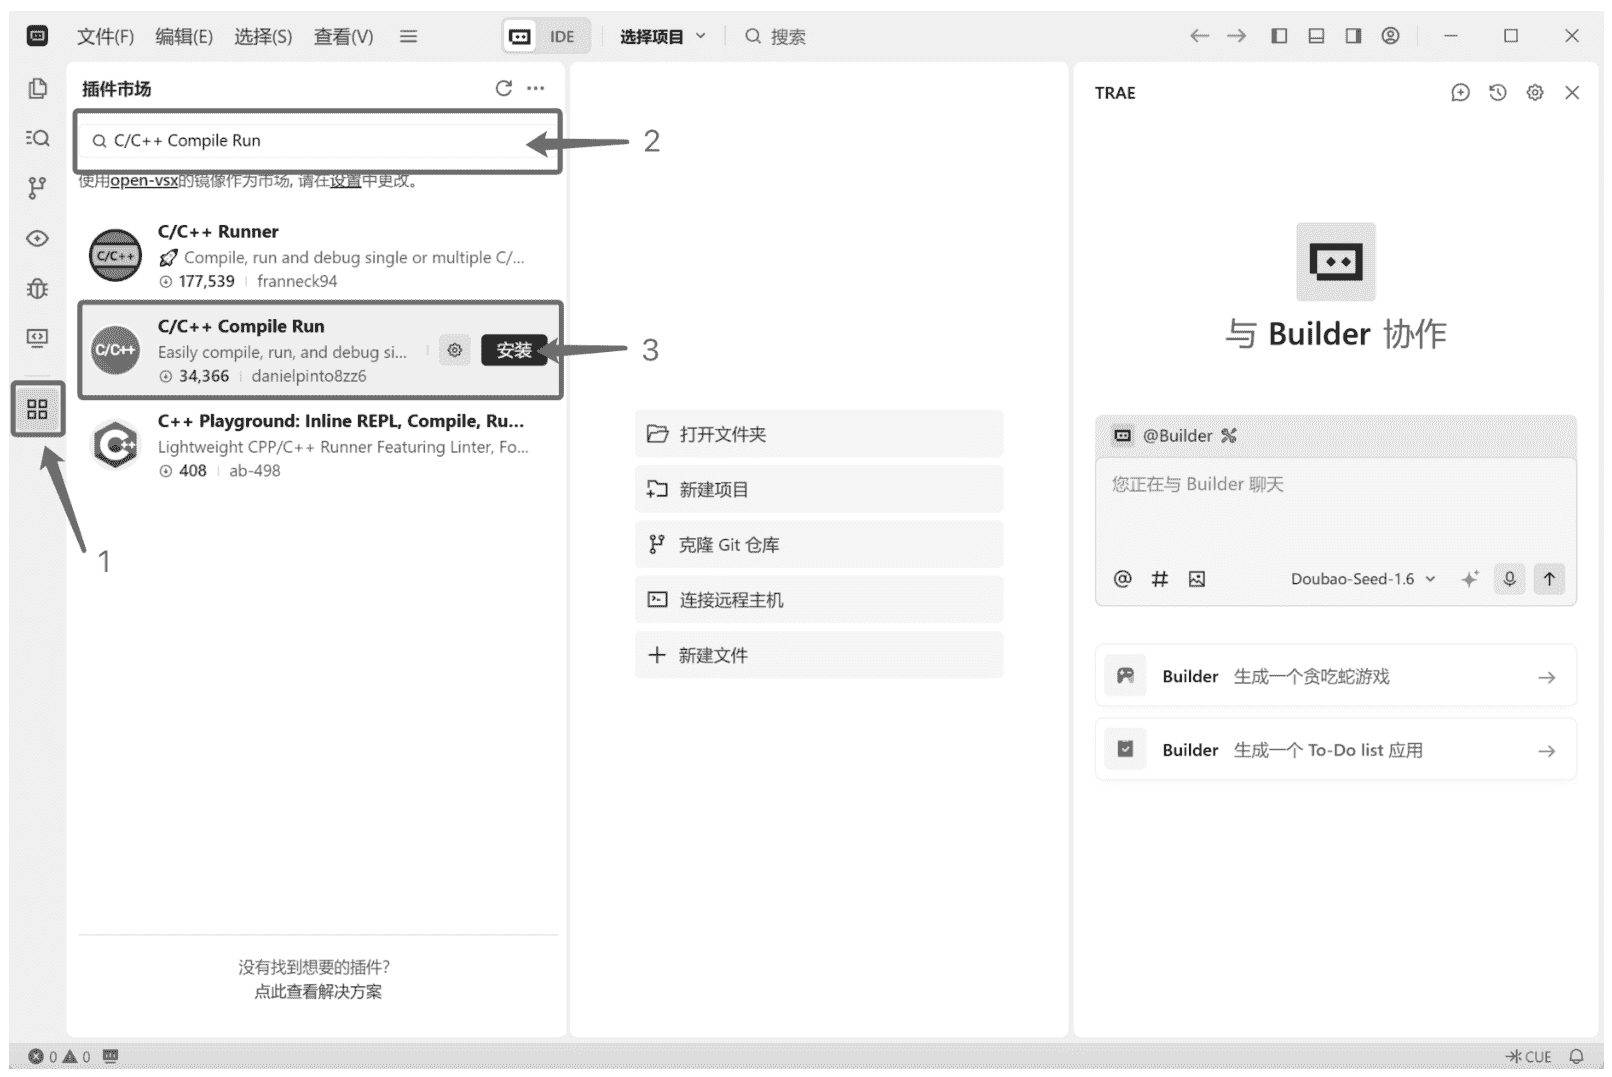 文件(F) 编辑(E) 选择(S) 查看(V) IDE 选择项目 搜索
插件市场
C/C++ Compile Run
2
使用open-vsx的镜像作为市场, 请在设置中更改。
C/C++ Runner
C/C++
Compile, run and debug single or multiple C/...
177,539 franneck94
C/C++ Compile Run
C/C++
Easily compile, run, and debug si...
安装
3
34,366 danielpinto8zz6
C++ Playground: Inline REPL, Compile, Ru...
C++
Lightweight CPP/C++ Runner Featuring Linter, Fo...
408 ab-498
1
没有找到想要的插件?
点此查看解决方案
打开文件夹
新建项目
克隆 Git 仓库
连接远程主机
新建文件
TRAE
与 Builder 协作
@Builder
您正在与 Builder 聊天
@ # Doubao-Seed-1.6
Builder 生成一个贪吃蛇游戏
Builder 生成一个 To-Do list 应用
0 0
CUE